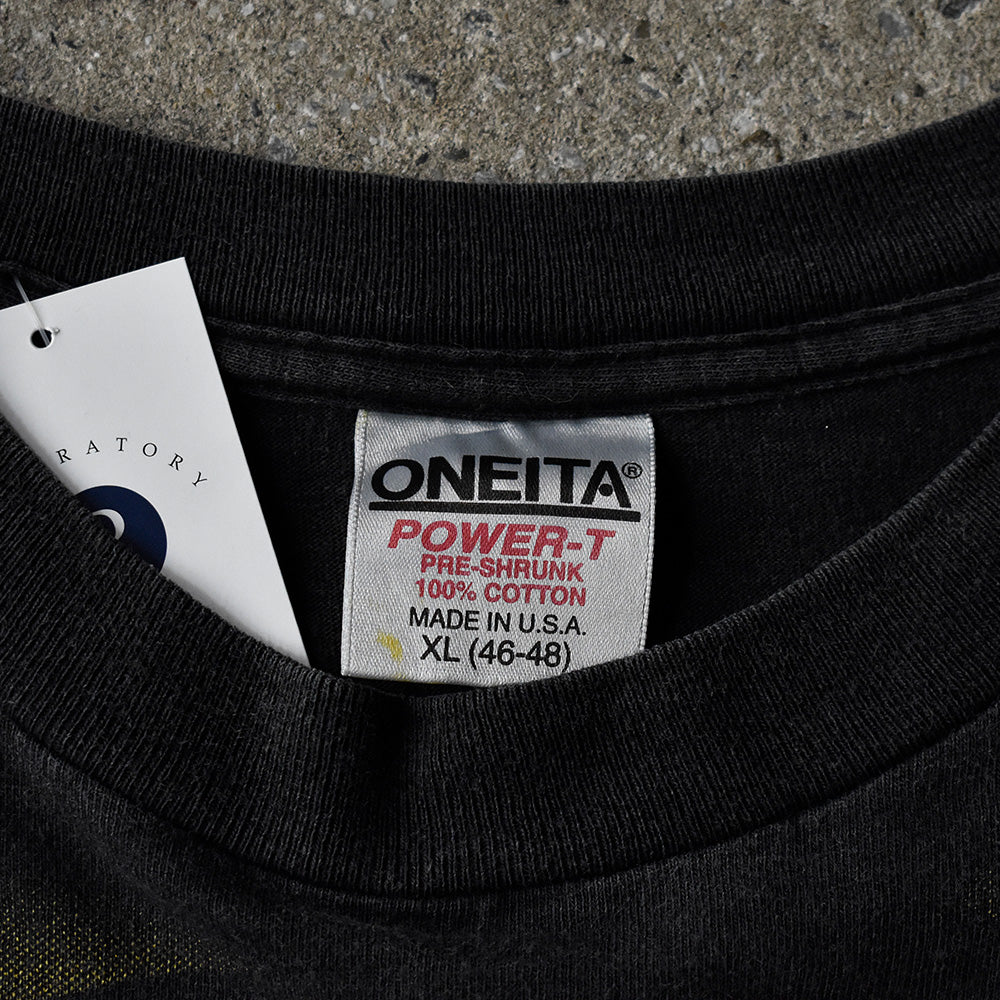 RATORY
ONEITA®
POWER-T
PRE-SHRUNK
100% COTTON
MADE IN U.S.A.
XL (46-48)